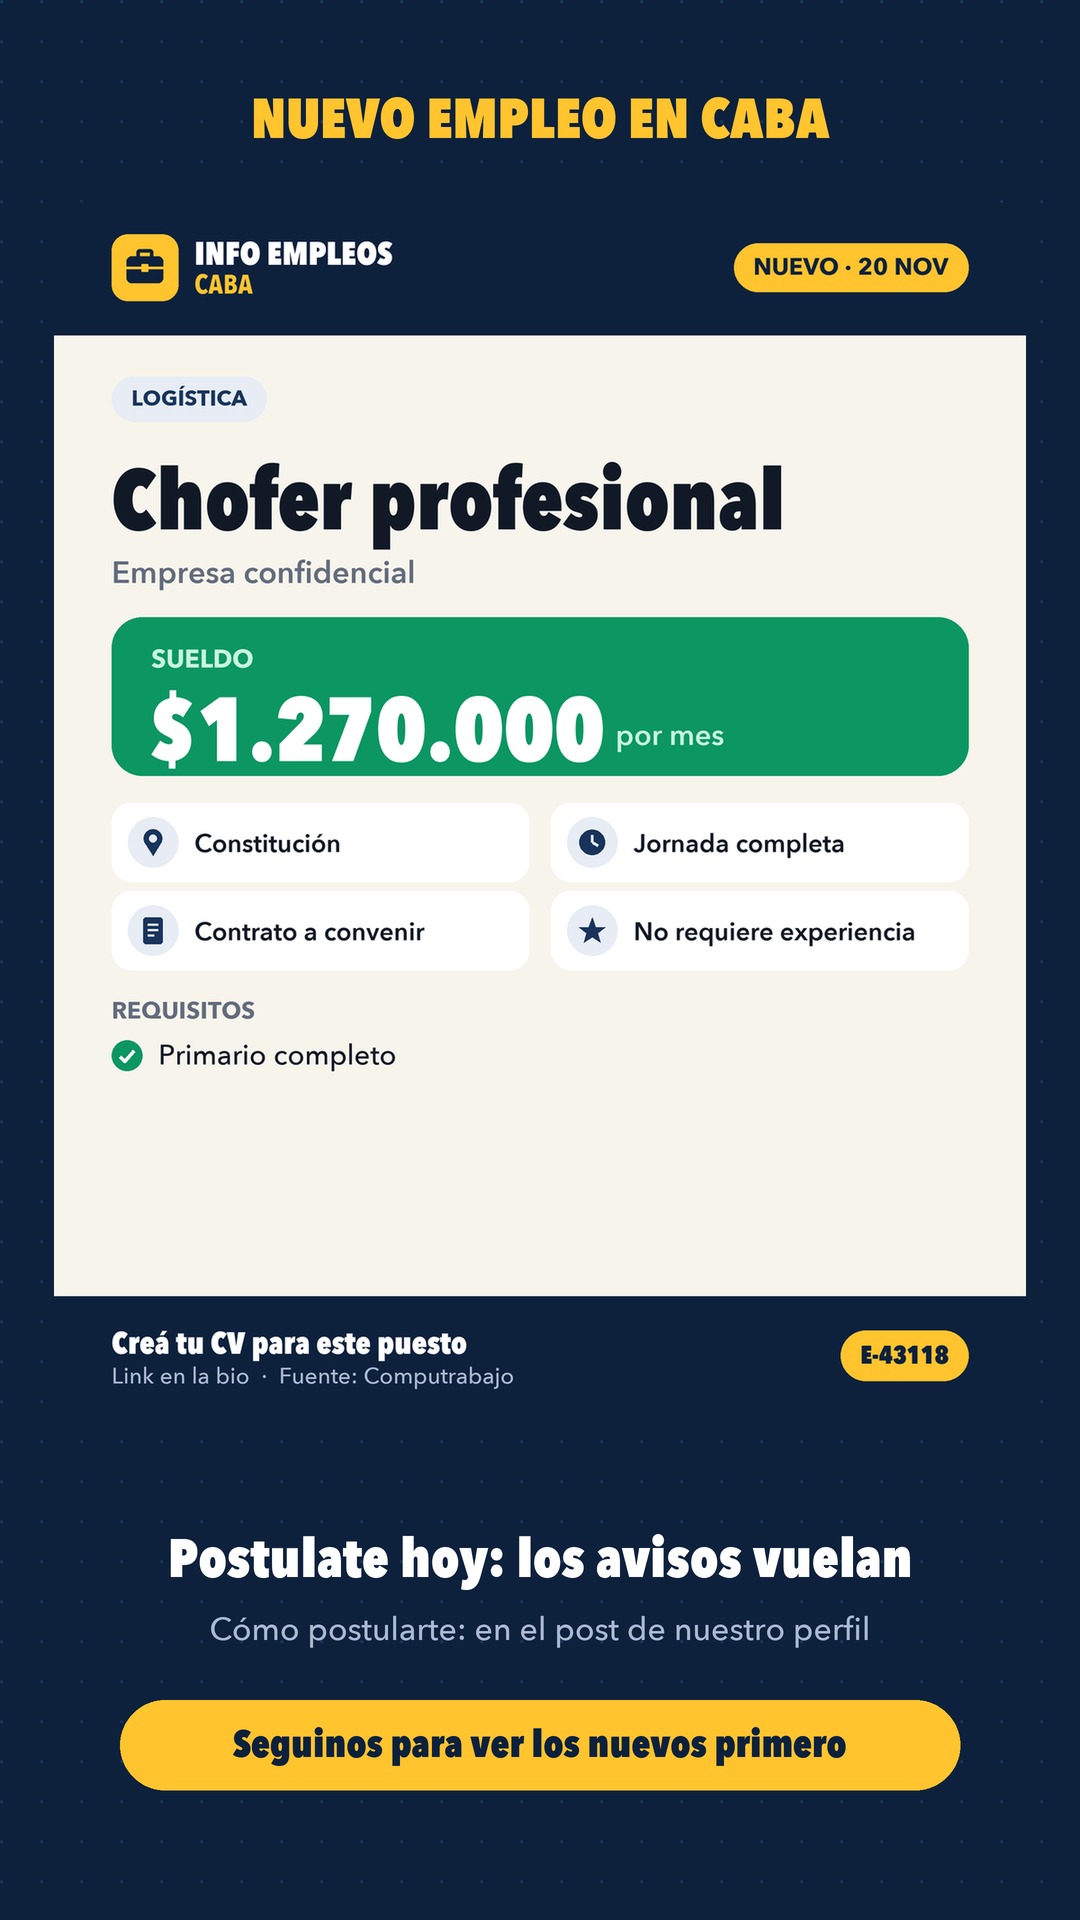 NUEVO EMPLEO EN CABA
INFO EMPLEOS
CABA
NUEVO · 20 NOV
LOGÍSTICA
Chofer profesional
Empresa confidencial
SUELDO
$1.270.000 por mes
Constitución
Jornada completa
Contrato a convenir
No requiere experiencia
REQUISITOS
Primario completo
Creá tu CV para este puesto
Link en la bio · Fuente: Computrabajo
E-43118
Postulate hoy: los avisos vuelan
Cómo postularte: en el post de nuestro perfil
Seguinos para ver los nuevos primero